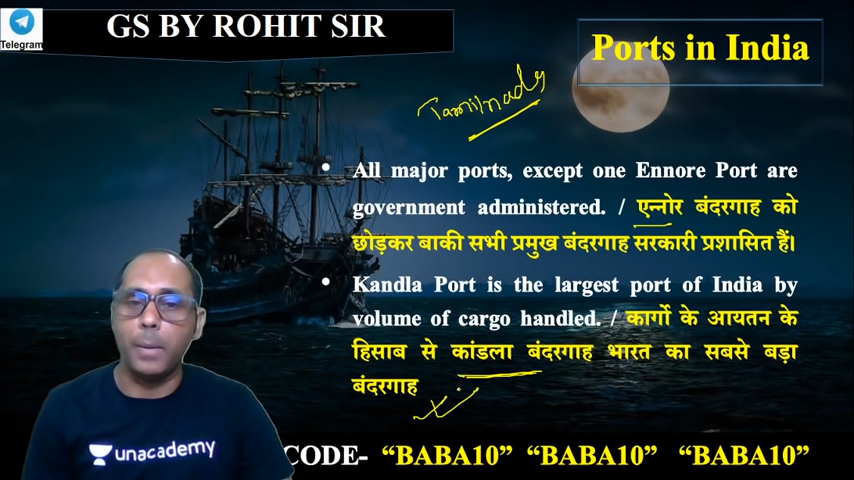 Telegram
GS BY ROHIT SIR
Ports in India
Tamilnadu
• All major ports, except one Ennore Port are
government administered. / एन्नोर बंदरगाह को
छोड़कर बाकी सभी प्रमुख बंदरगाह सरकारी प्रशासित हैं।
• Kandla Port is the largest port of India by
volume of cargo handled. / कार्गो के आयतन के
हिसाब से कांडला बंदरगाह भारत का सबसे बड़ा
बंदरगाह
unacademy
CODE- “BABA10” “BABA10” “BABA10”